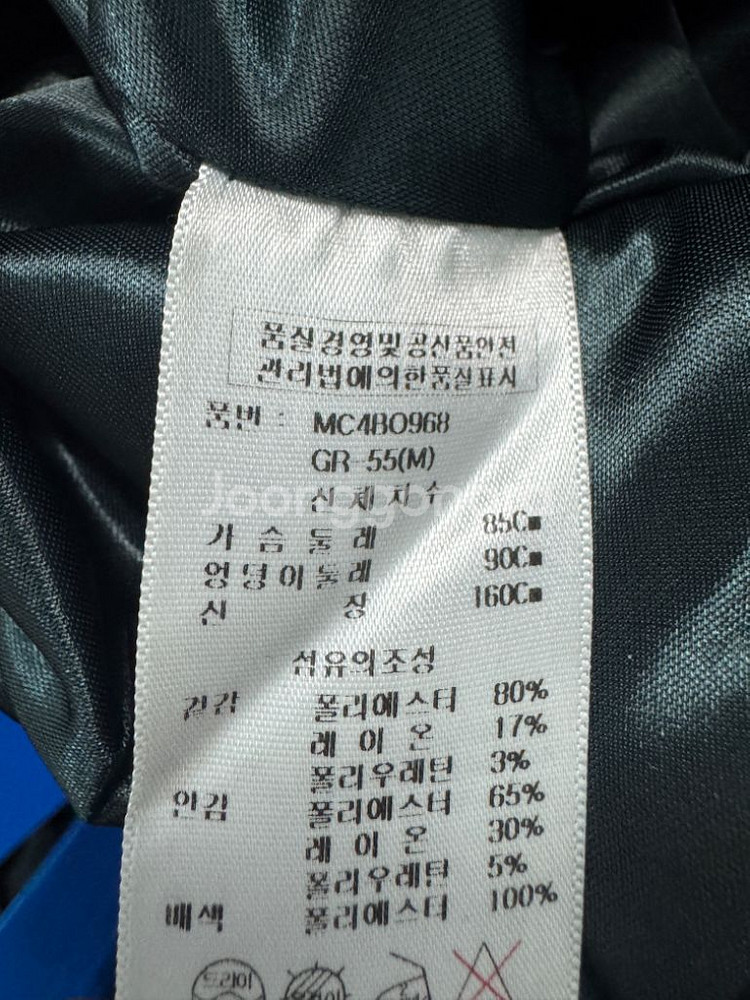 품질경영및공산품안전
관리법에의한품질표시
품번 : MC4BO968
GR-55(M)
신체치수
가슴둘레 85Cm
엉덩이둘레 90Cm
신장 160Cm
섬유의조성
겉감 폴리에스터 80%
레이온 17%
폴리우레탄 3%
안감 폴리에스터 65%
레이온 30%
폴리우레탄 5%
배색 폴리에스터 100%
드라이